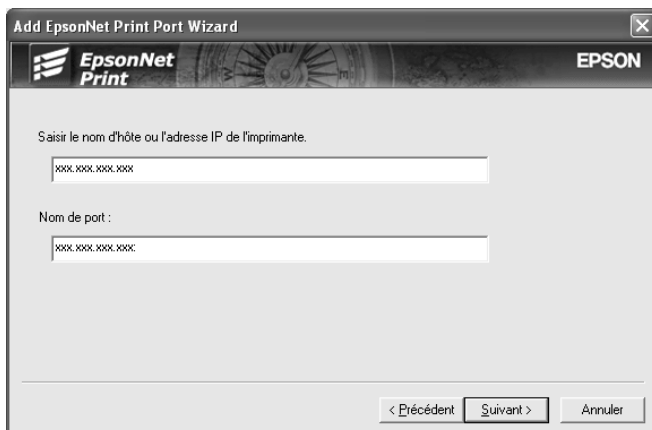 Add EpsonNet Print Port Wizard
EpsonNet
Print
EPSON
Saisir le nom d'hôte ou l'adresse IP de l'imprimante.
xxx.xxx.xxx.xxx
Nom de port :
xxx.xxx.xxx.xxx:
< Précédent
Suivant >
Annuler